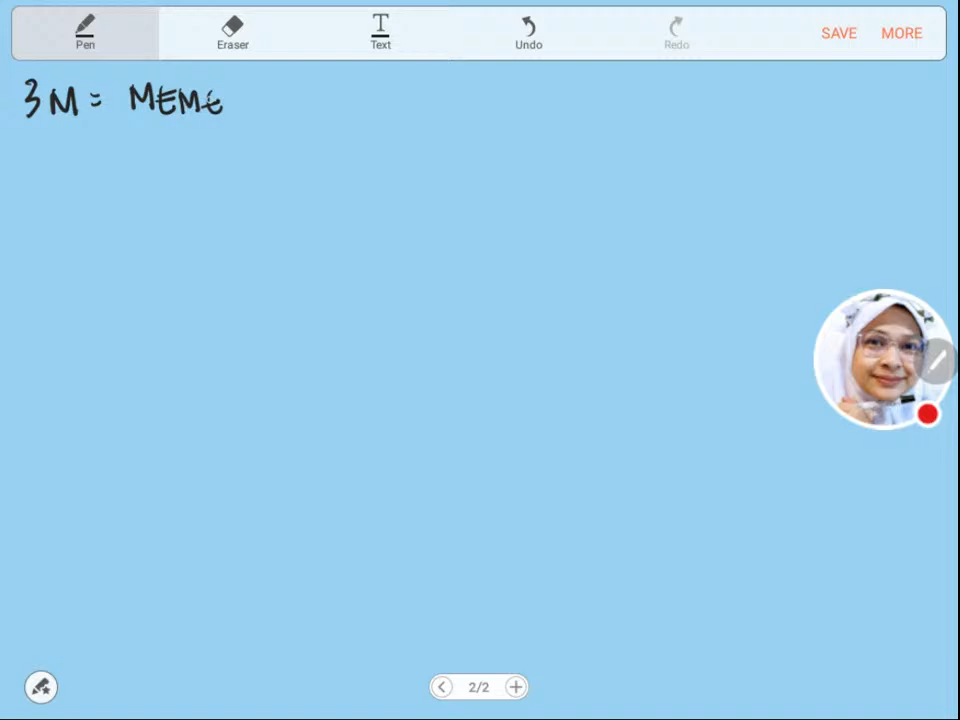 Pen
Eraser
Text
Undo
Redo
SAVE
MORE
3M = MEME
2/2